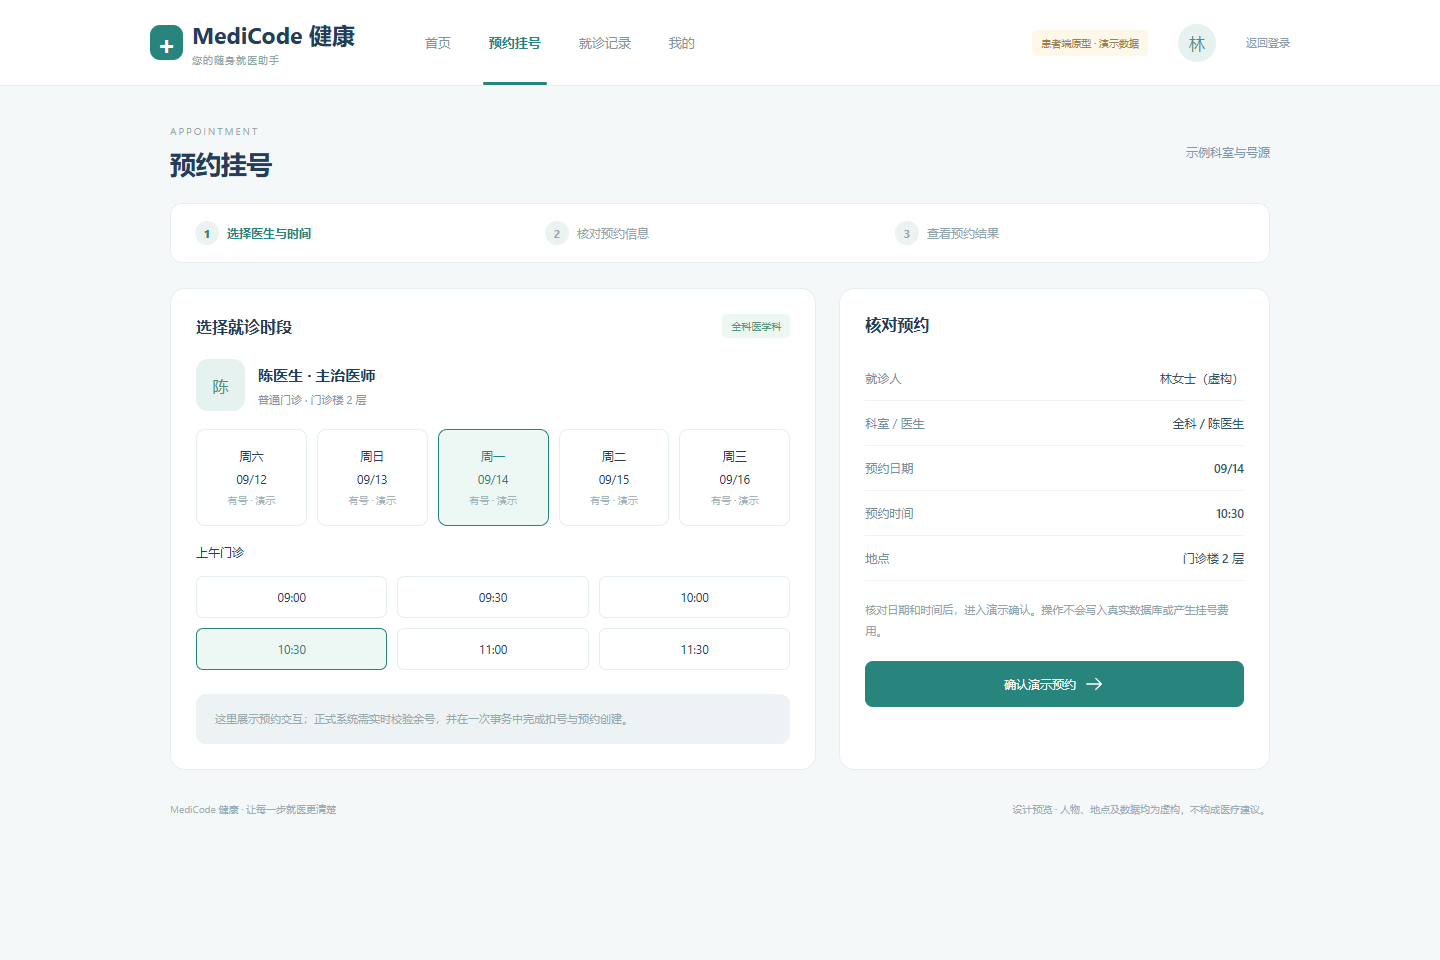 MediCode 健康
您的随身就医助手
首页
预约挂号
就诊记录
我的
患者端原型 · 演示数据
林
返回登录
APPOINTMENT
预约挂号
示例科室与号源
1 选择医生与时间
2 核对预约信息
3 查看预约结果
选择就诊时段
全科医学科
陈
陈医生 · 主治医师
普通门诊 · 门诊楼 2 层
周六
09/12
有号 · 演示
周日
09/13
有号 · 演示
周一
09/14
有号 · 演示
周二
09/15
有号 · 演示
周三
09/16
有号 · 演示
上午门诊
09:00
09:30
10:00
10:30
11:00
11:30
这里展示预约交互；正式系统需实时校验余号，并在一次事务中完成扣号与预约创建。
核对预约
就诊人 林女士（虚构）
科室 / 医生 全科 / 陈医生
预约日期 09/14
预约时间 10:30
地点 门诊楼 2 层
核对日期和时间后，进入演示确认。操作不会写入真实数据库或产生挂号费
用。
确认演示预约 →
MediCode 健康 · 让每一步就医更清楚
设计预览 · 人物、地点及数据均为虚构，不构成医疗建议。